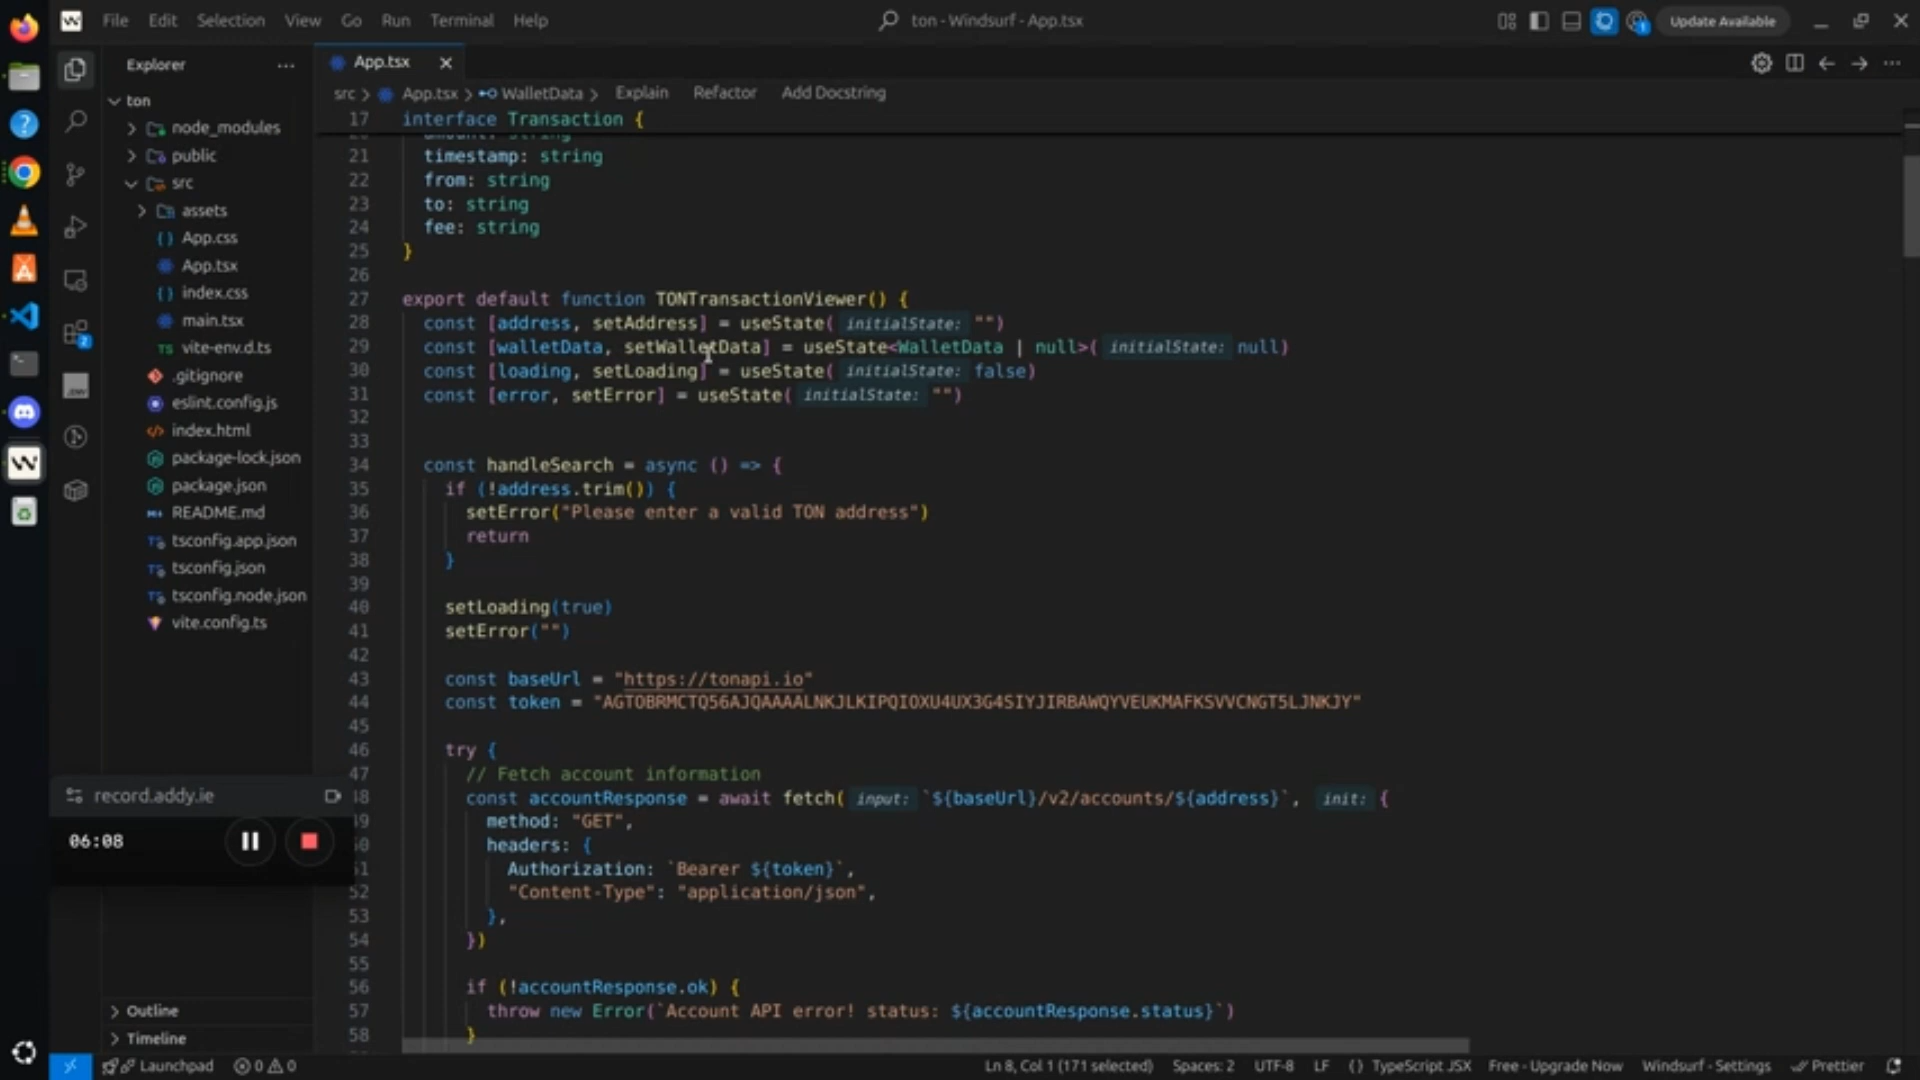 File Edit Selection View Go Run Terminal Help
ton - Windsurf - App.tsx
Update Available
Explorer
App.tsx
ton
node_modules
public
src
assets
App.css
App.tsx
index.css
main.tsx
TS vite-env.d.ts
.gitignore
eslint.config.js
index.html
package-lock.json
package.json
README.md
tsconfig.app.json
tsconfig.json
tsconfig.node.json
vite.config.ts
record.addy.ie
06:08
Outline
Timeline
src > App.tsx > WalletData > Explain Refactor Add Docstring
17 interface Transaction {
21 timestamp: string
22 from: string
23 to: string
24 fee: string
25 }
26
27 export default function TONTransactionViewer() {
28 const [address, setAddress] = useState( initialState: "")
29 const [walletData, setWalletData] = useState<WalletData | null>( initialState: null)
30 const [loading, setLoading] = useState( initialState: false)
31 const [error, setError] = useState( initialState: "")
32
33
34 const handleSearch = async () => {
35 if (!address.trim()) {
36 setError("Please enter a valid TON address")
37 return
38 }
39
40 setLoading(true)
41 setError("")
42
43 const baseUrl = "https://tonapi.io"
44 const token = "AGTOBRMCTQ56AJQAAAALNKJLKIPQIOXU4UX3G4SIYJIRBAWQYVEUKMAFKSVVCNGT5LJNKJY"
45
46 try {
47 // Fetch account information
48 const accountResponse = await fetch( input: `${baseUrl}/v2/accounts/${address}`, init: {
49 method: "GET",
50 headers: {
51 Authorization: `Bearer ${token}`,
52 "Content-Type": "application/json",
53 },
54 })
55
56 if (!accountResponse.ok) {
57 throw new Error(`Account API error! status: ${accountResponse.status}`)
58 }
Launchpad 0 0 Ln 8, Col 1 (171 selected) Spaces: 2 UTF-8 LF {} TypeScript JSX Free - Upgrade Now Windsurf - Settings Prettier